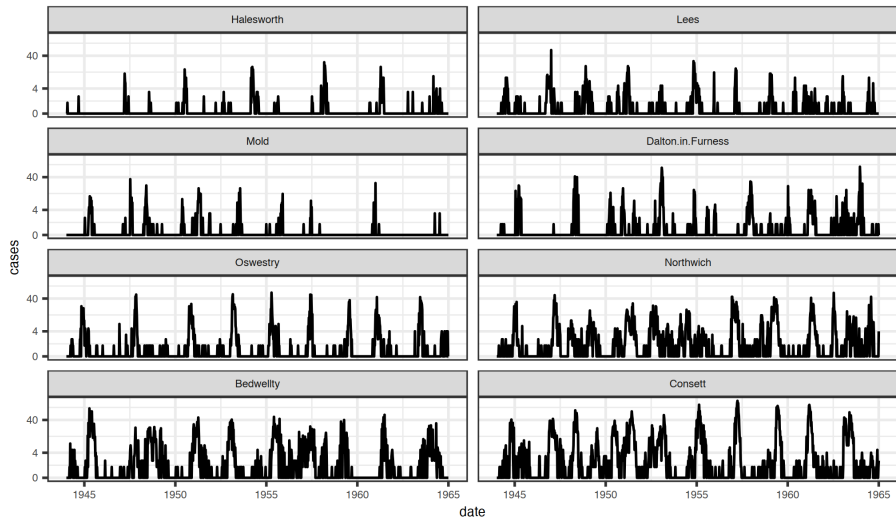 Halesworth
Lees
40
4
0
Mold
Dalton.in.Furness
40
4
0
cases
Oswestry
Northwich
40
4
0
Bedwellty
Consett
40
4
0
1945 1950 1955 1960 1965 1945 1950 1955 1960 1965
date